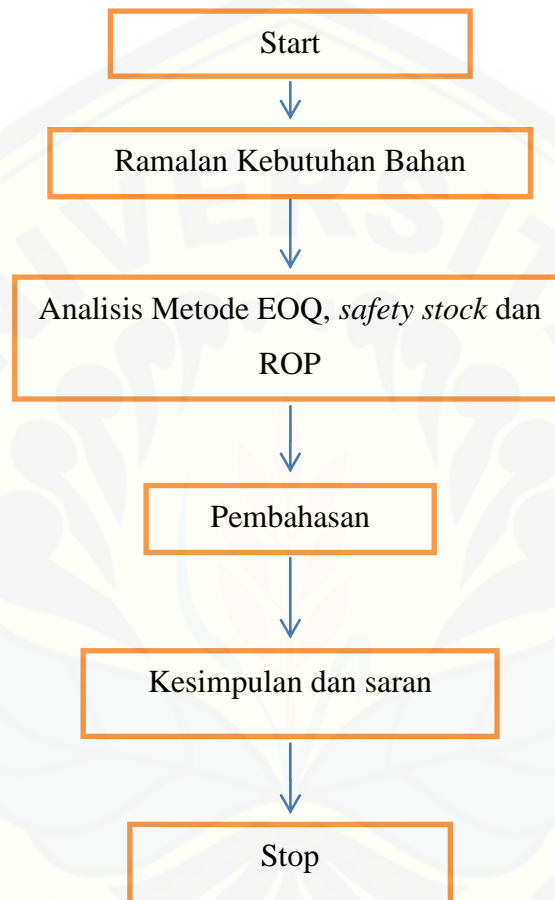 Start
Ramalan Kebutuhan Bahan
Analisis Metode EOQ, safety stock dan
ROP
Pembahasan
Kesimpulan dan saran
Stop